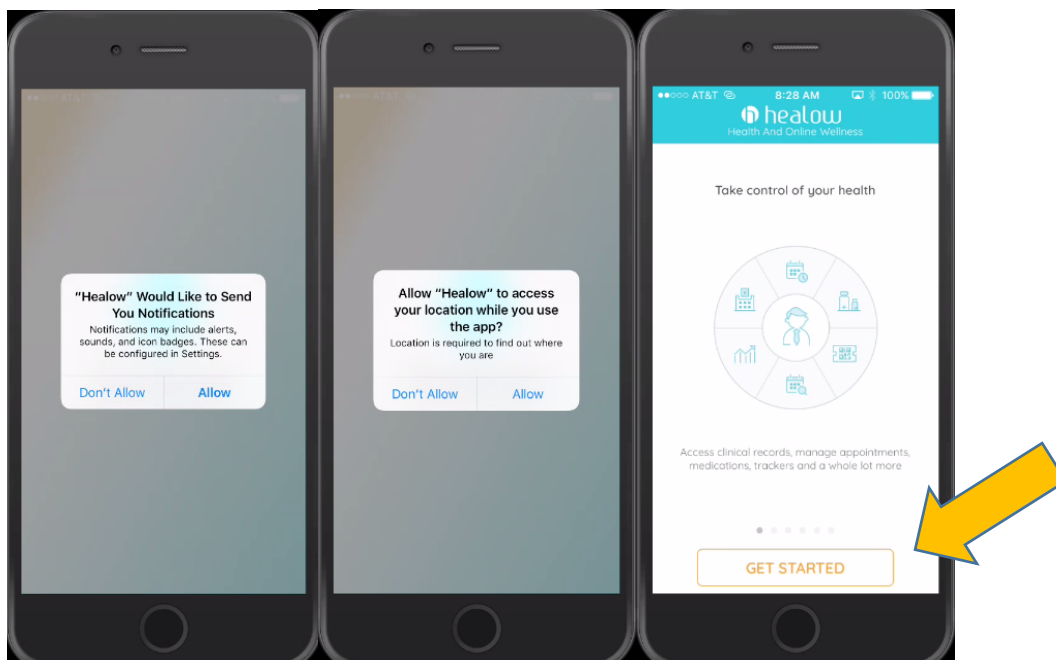 AT&T
"Healow" Would Like to Send
You Notifications
Notifications may include alerts,
sounds, and icon badges. These can
be configured in Settings.
Don't Allow Allow
AT&T
Allow "Healow" to access
your location while you use
the app?
Location is required to find out where
you are
Don't Allow Allow
AT&T 8:28 AM 100%
healow
Health And Online Wellness
Take control of your health
Access clinical records, manage appointments,
medications, trackers and a whole lot more
GET STARTED